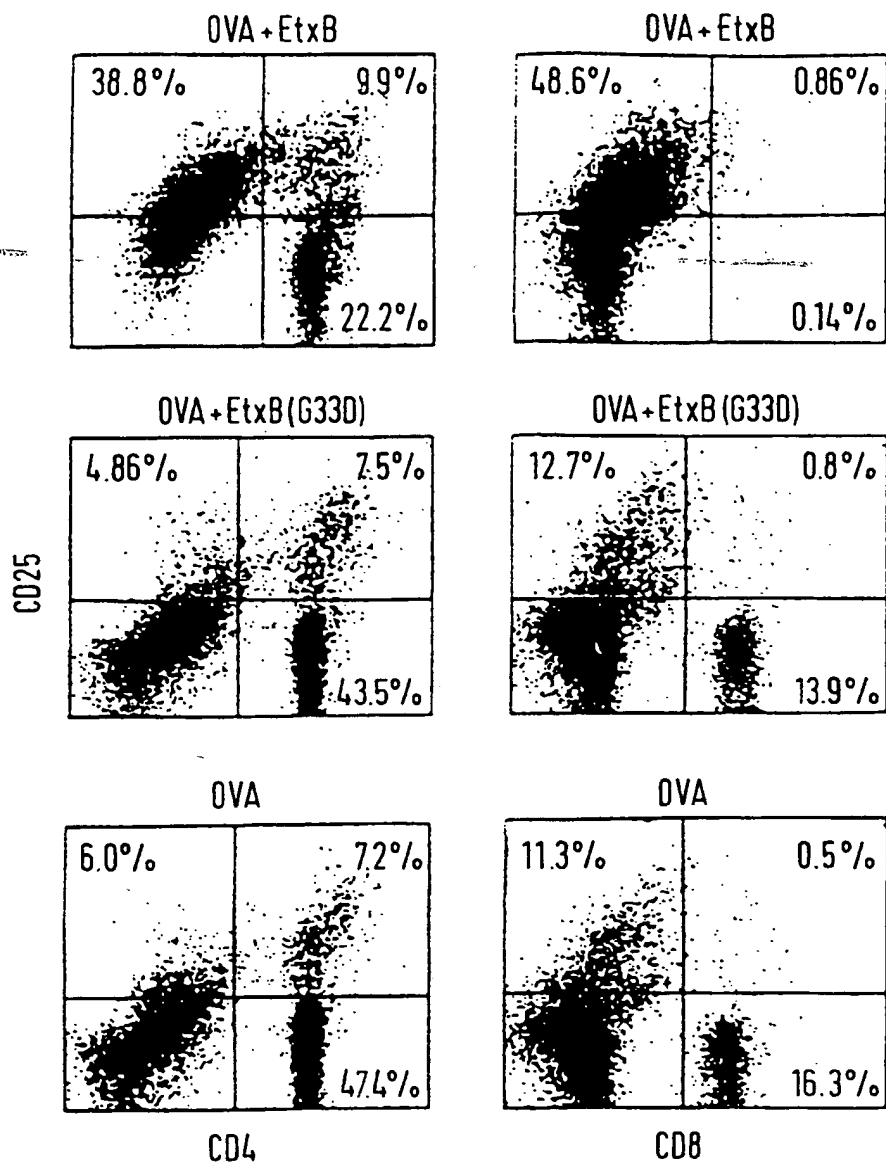 OVA+EtxB
OVA+EtxB
38.8%
9.9%
48.6%
0.86%
22.2%
0.14%
OVA+EtxB(G33D)
OVA+EtxB(G33D)
4.86%
7.5%
12.7%
0.8%
CD25
43.5%
13.9%
OVA
OVA
6.0%
7.2%
11.3%
0.5%
47.4%
16.3%
CD4
CD8